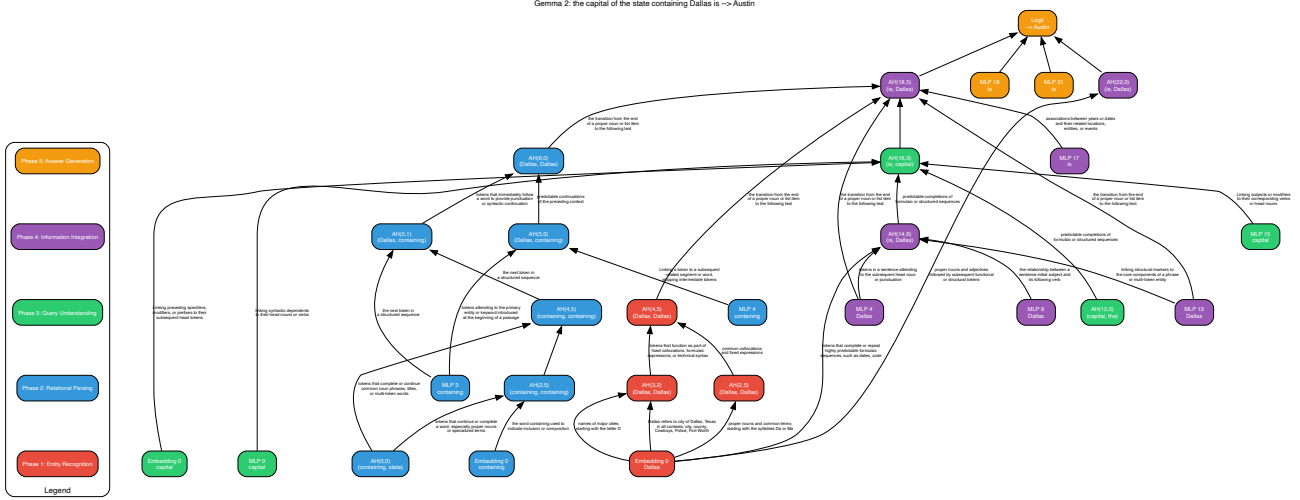 Gemma 2: the capital of the state containing Dallas is --> Austin
Logit
--> Austin
AH(18,5)
(is, Dallas)
MLP 18
is
MLP 21
is
AH(22,0)
(is, Dallas)
the transition from the end
of a proper noun or list item
to the following text
associations between years or dates
and their related locations,
entities, or events
Phase 5: Answer Generation
AH(6,0)
(Dallas, Dallas)
AH(16,3)
(is, capital)
MLP 17
is
tokens that immediately follow
a word to provide punctuation
or syntactic continuation
predictable continuations
of the preceding context
the transition from the end
of a proper noun or list item
to the following text
the transition from the end
of a proper noun or list item
to the following text
predictable completions of
formulaic or structured sequences
the transition from the end
of a proper noun or list item
to the following text
Linking subjects or modifiers
to their corresponding verbs
or head nouns
Phase 4: Information Integration
AH(5,1)
(Dallas, containing)
AH(5,0)
(Dallas, containing)
AH(14,6)
(is, Dallas)
predictable completions of
formulaic or structured sequences
MLP 15
capital
the next token in
a structured sequence
Linking a token to a subsequent
related segment or word,
skipping intermediate tokens
tokens in a sentence attending
to the subsequent head noun
or punctuation
proper nouns and adjectives
followed by subsequent functional
or structural tokens
the relationship between a
sentence-initial subject and
its following verb
linking structural markers to
the core components of a phrase
or multi-token entity
Phase 3: Query Understanding
linking preceding specifiers,
modifiers, or prefixes to their
subsequent head tokens
linking syntactic dependents
to their head nouns or verbs
the next token in
a structured sequence
tokens attending to the primary
entity or keyword introduced
at the beginning of a passage
AH(4,5)
(containing, containing)
AH(4,5)
(Dallas, Dallas)
MLP 4
containing
MLP 4
Dallas
MLP 9
Dallas
AH(13,0)
(capital, the)
MLP 13
Dallas
tokens that function as part of
fixed collocations, formulaic
expressions, or technical syntax
common collocations
and fixed expressions
tokens that complete or repeat
highly predictable formulaic
sequences, such as dates, code
Phase 2: Relational Parsing
tokens that complete or continue
common noun phrases, titles,
or multi-token words
MLP 3
containing
AH(2,5)
(containing, containing)
AH(3,2)
(Dallas, Dallas)
AH(2,5)
(Dallas, Dallas)
tokens that continue or complete
a word, especially proper nouns
or specialized terms
the word containing used to
indicate inclusion or composition
names of major cities
starting with the letter D
Dallas refers to city of Dallas, Texas
in all contexts: city, county,
Cowboys, Police, Fort Worth
proper nouns and common terms
starting with the syllables Da or Ma
Phase 1: Entity Recognition
Embedding 0
capital
MLP 0
capital
AH(0,0)
(containing, state)
Embedding 0
containing
Embedding 0
Dallas
Legend